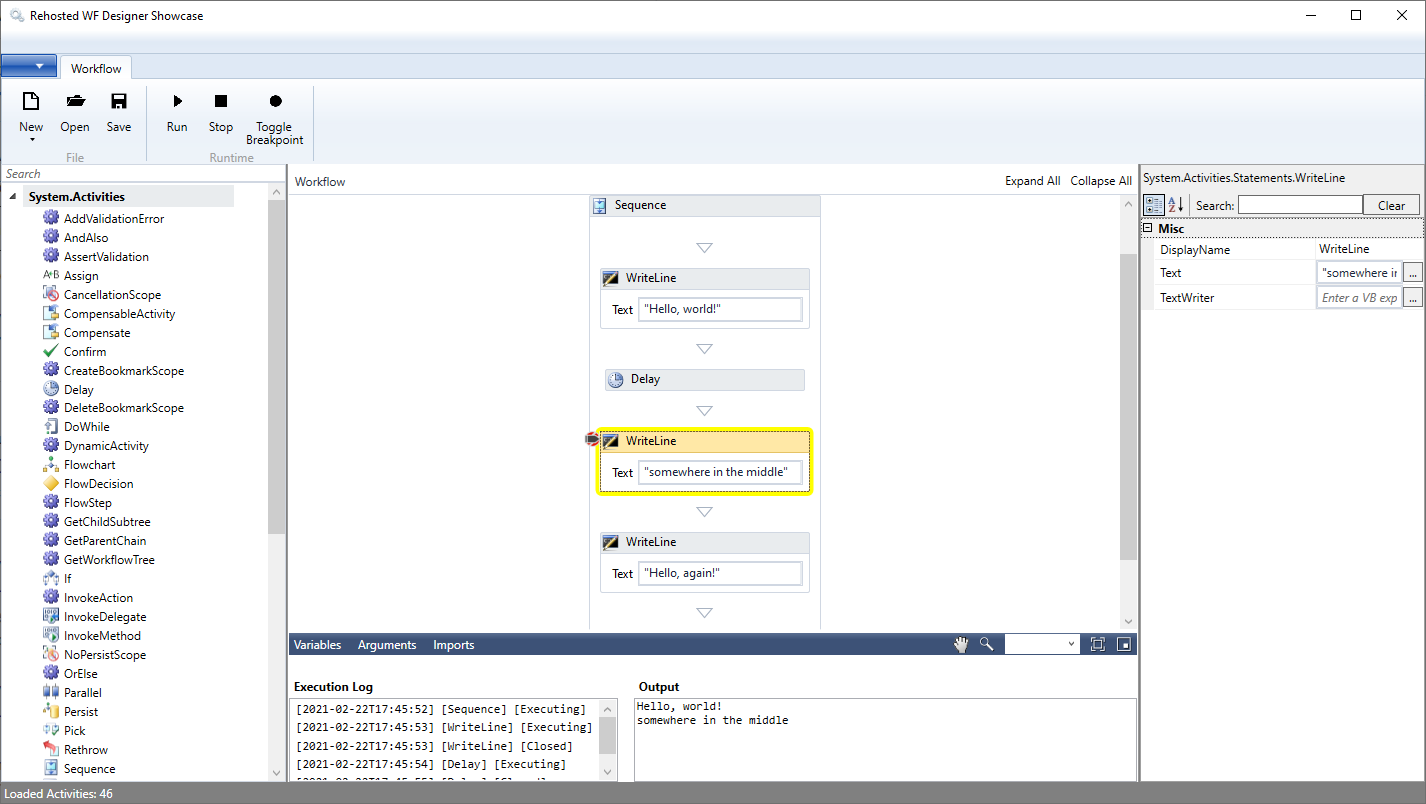 Rehosted WF Designer Showcase
Workflow
New
Open
Save
Run
Stop
Toggle
Breakpoint
File
Runtime
Search
System.Activities
AddValidationError
AndAlso
AssertValidation
A+B Assign
CancellationScope
CompensableActivity
Compensate
Confirm
CreateBookmarkScope
Delay
DeleteBookmarkScope
DoWhile
DynamicActivity
Flowchart
FlowDecision
FlowStep
GetChildSubtree
GetParentChain
GetWorkflowTree
If
InvokeAction
InvokeDelegate
InvokeMethod
NoPersistScope
OrElse
Parallel
Persist
Pick
Rethrow
Sequence
Workflow
Expand All Collapse All
Sequence
WriteLine
Text "Hello, world!"
Delay
WriteLine
Text "somewhere in the middle"
WriteLine
Text "Hello, again!"
Variables Arguments Imports
Execution Log
[2021-02-22T17:45:52] [Sequence] [Executing]
[2021-02-22T17:45:53] [WriteLine] [Executing]
[2021-02-22T17:45:53] [WriteLine] [Closed]
[2021-02-22T17:45:54] [Delay] [Executing]
Output
Hello, world!
somewhere in the middle
System.Activities.Statements.WriteLine
A Z Search: Clear
Misc
DisplayName WriteLine
Text "somewhere in ...
TextWriter Enter a VB exp ...
Loaded Activities: 46